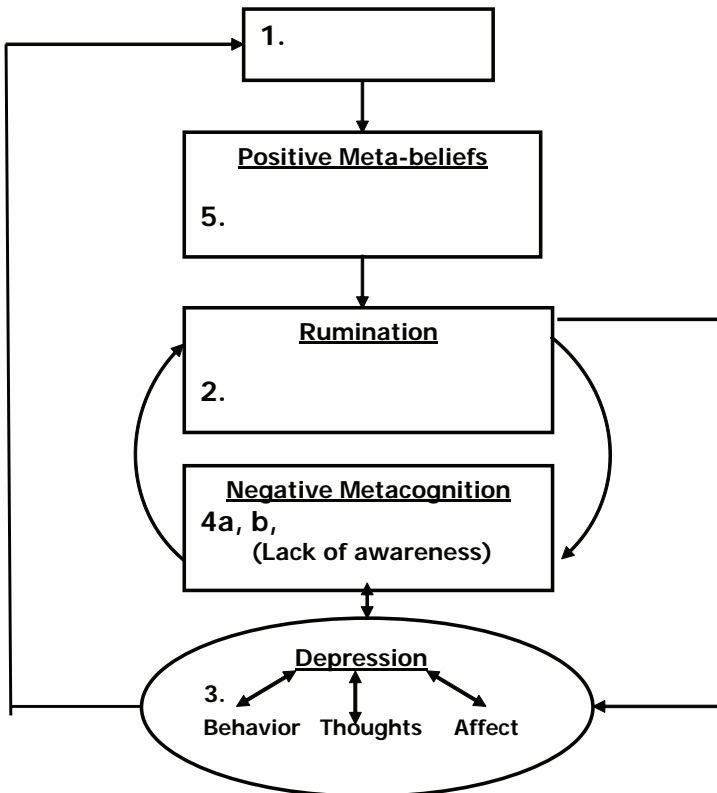 1.
Positive Meta-beliefs
5.
Rumination
2.
Negative Metacognition
4a, b,
(Lack of awareness)
Depression
3.
Behavior Thoughts Affect